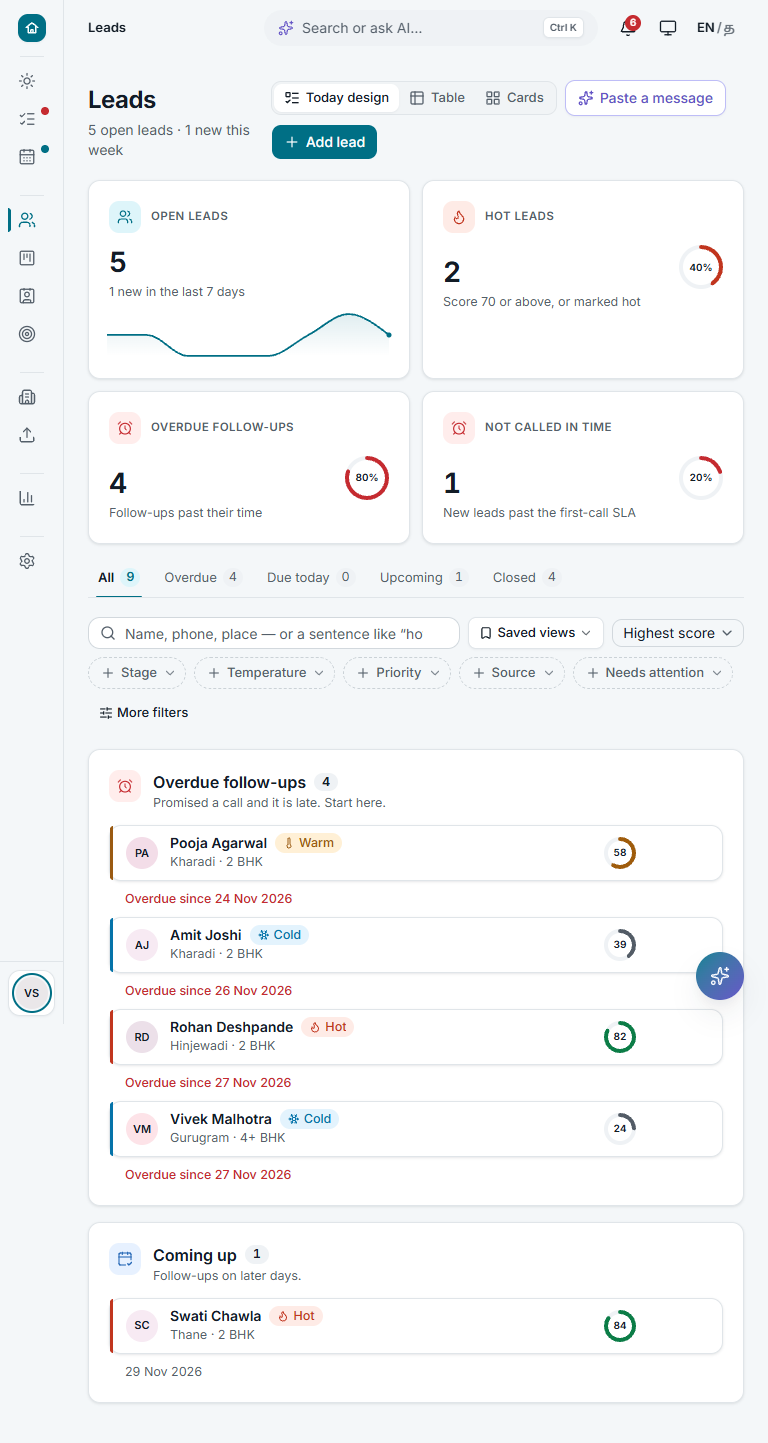 Leads
Search or ask AI...
Ctrl K
6
EN / த
Leads
5 open leads · 1 new this
week
Today design
Table
Cards
Paste a message
Add lead
OPEN LEADS
5
1 new in the last 7 days
HOT LEADS
2
40%
Score 70 or above, or marked hot
OVERDUE FOLLOW-UPS
4
80%
Follow-ups past their time
NOT CALLED IN TIME
1
20%
New leads past the first-call SLA
All 9
Overdue 4
Due today 0
Upcoming 1
Closed 4
Name, phone, place — or a sentence like “ho
Saved views
Highest score
Stage
Temperature
Priority
Source
Needs attention
More filters
Overdue follow-ups 4
Promised a call and it is late. Start here.
PA
Pooja Agarwal
Warm
Kharadi · 2 BHK
58
Overdue since 24 Nov 2026
AJ
Amit Joshi
Cold
Kharadi · 2 BHK
39
Overdue since 26 Nov 2026
VS
RD
Rohan Deshpande
Hot
Hinjewadi · 2 BHK
82
Overdue since 27 Nov 2026
VM
Vivek Malhotra
Cold
Gurugram · 4+ BHK
24
Overdue since 27 Nov 2026
Coming up 1
Follow-ups on later days.
SC
Swati Chawla
Hot
Thane · 2 BHK
84
29 Nov 2026